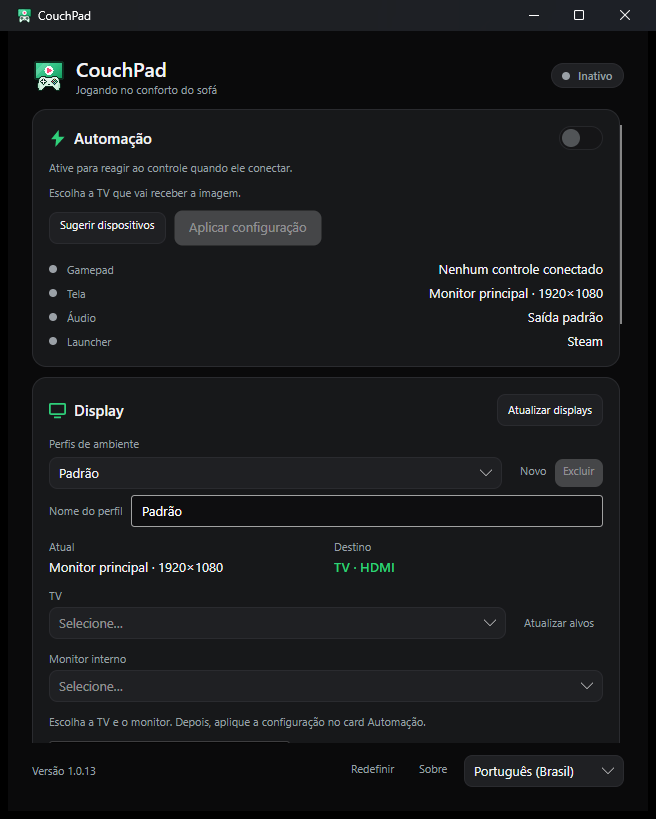 CouchPad
CouchPad
Jogando no conforto do sofá
Inativo
Automação
Ative para reagir ao controle quando ele conectar.
Escolha a TV que vai receber a imagem.
Sugerir dispositivos
Aplicar configuração
Gamepad
Nenhum controle conectado
Tela
Monitor principal · 1920×1080
Áudio
Saída padrão
Launcher
Steam
Display
Atualizar displays
Perfis de ambiente
Padrão
Novo
Excluir
Nome do perfil
Padrão
Atual
Destino
Monitor principal · 1920×1080
TV · HDMI
TV
Selecione...
Atualizar alvos
Monitor interno
Selecione...
Escolha a TV e o monitor. Depois, aplique a configuração no card Automação.
Versão 1.0.13
Redefinir
Sobre
Português (Brasil)